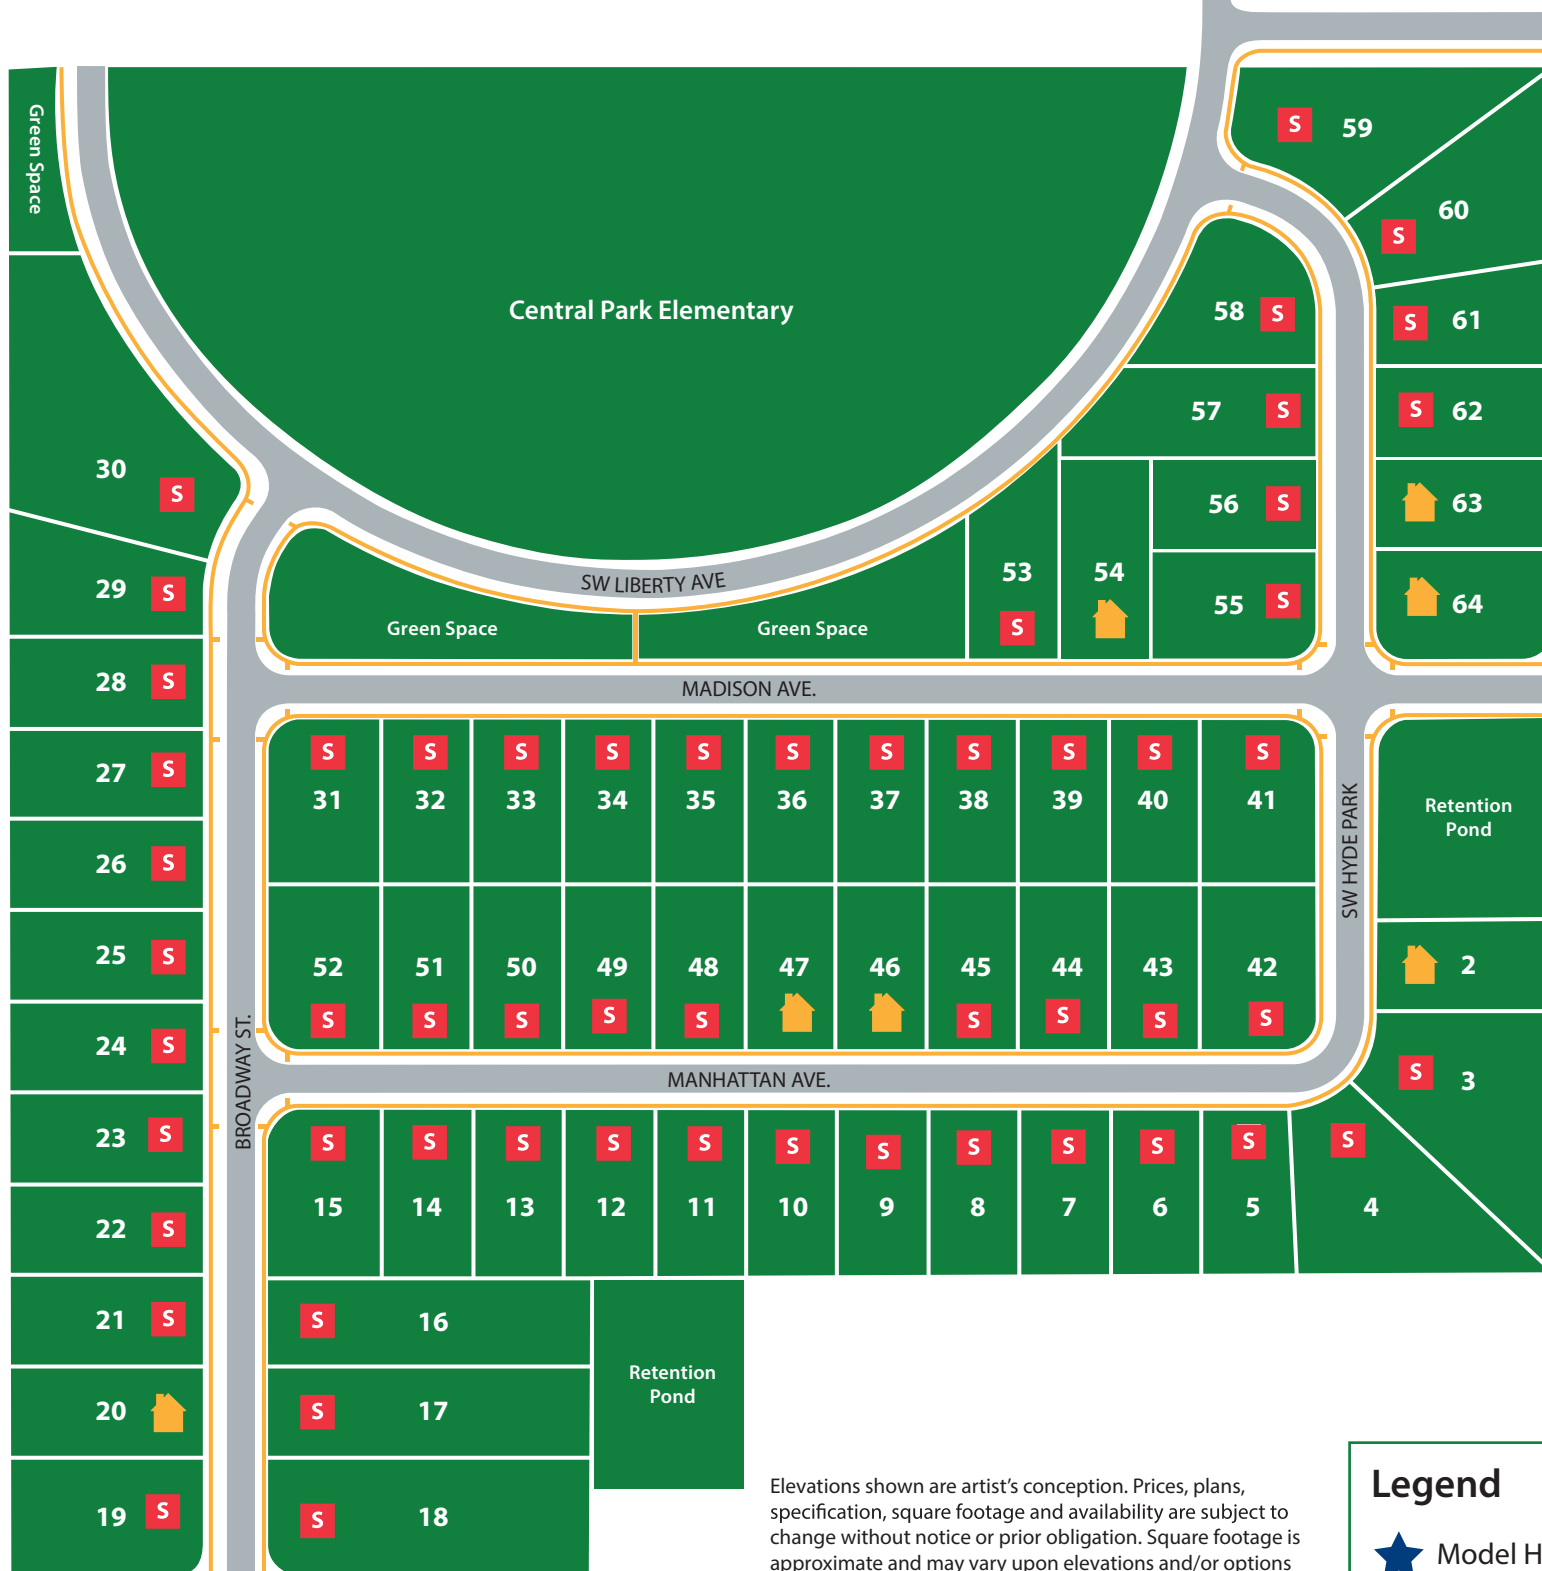 Green Space
S 59
60
S
Central Park Elementary
58 S
S 61
57 S
S 62
30
S
56 S
63
29 S
53
54
S
55 S
64
SW LIBERTY AVE
Green Space
Green Space
28 S
MADISON AVE.
27 S
S S S S S S S S S S S
31 32 33 34 35 36 37 38 39 40 41
SW HYDE PARK
Retention
Pond
26 S
25 S
52 51 50 49 48 47 46 45 44 43 42
S S S S S S S S S
2
24 S
BROADWAY ST.
MANHATTAN AVE.
S 3
23 S
S S S S S S S S S S S S
15 14 13 12 11 10 9 8 7 6 5 4
22 S
21 S
S 16
Retention
Pond
20
S 17
19 S
S 18
Elevations shown are artist's conception. Prices, plans,
specification, square footage and availability are subject to
change without notice or prior obligation. Square footage is
approximate and may vary upon elevations and/or options
Legend
Model H